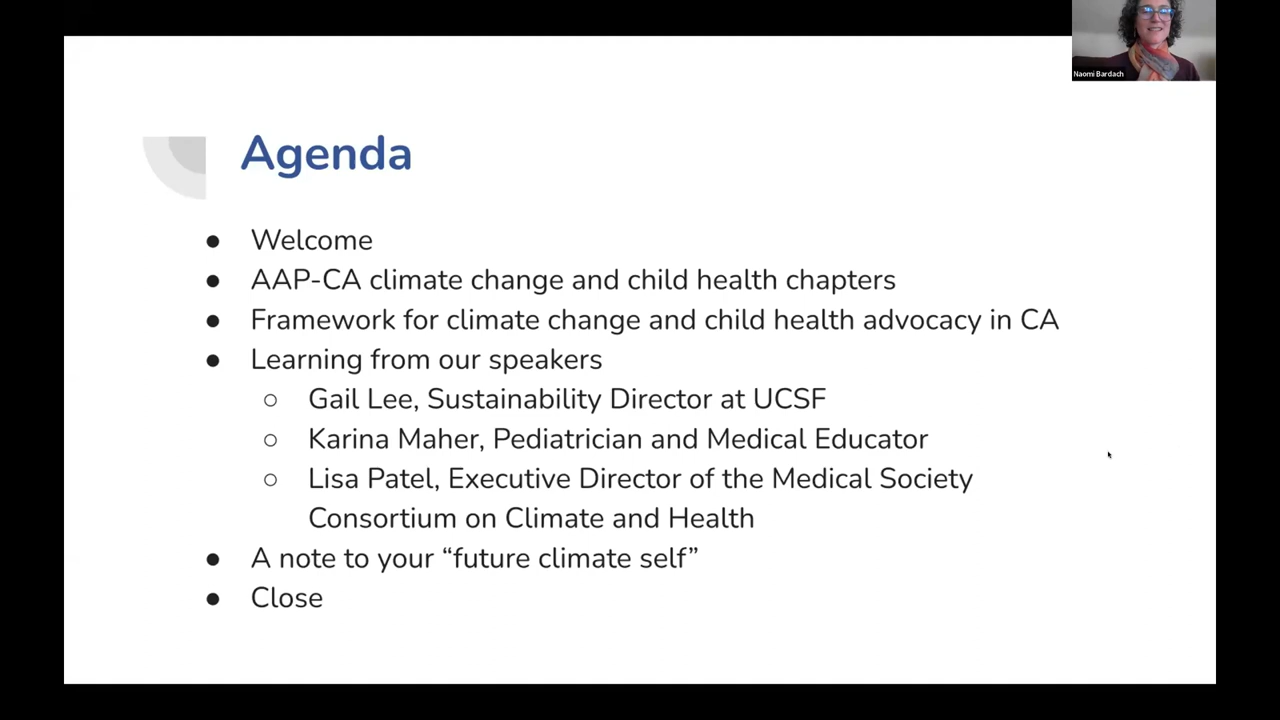 Naomi Bardach
Agenda
● Welcome
● AAP-CA climate change and child health chapters
● Framework for climate change and child health advocacy in CA
● Learning from our speakers
○ Gail Lee, Sustainability Director at UCSF
○ Karina Maher, Pediatrician and Medical Educator
○ Lisa Patel, Executive Director of the Medical Society
Consortium on Climate and Health
● A note to your “future climate self”
● Close